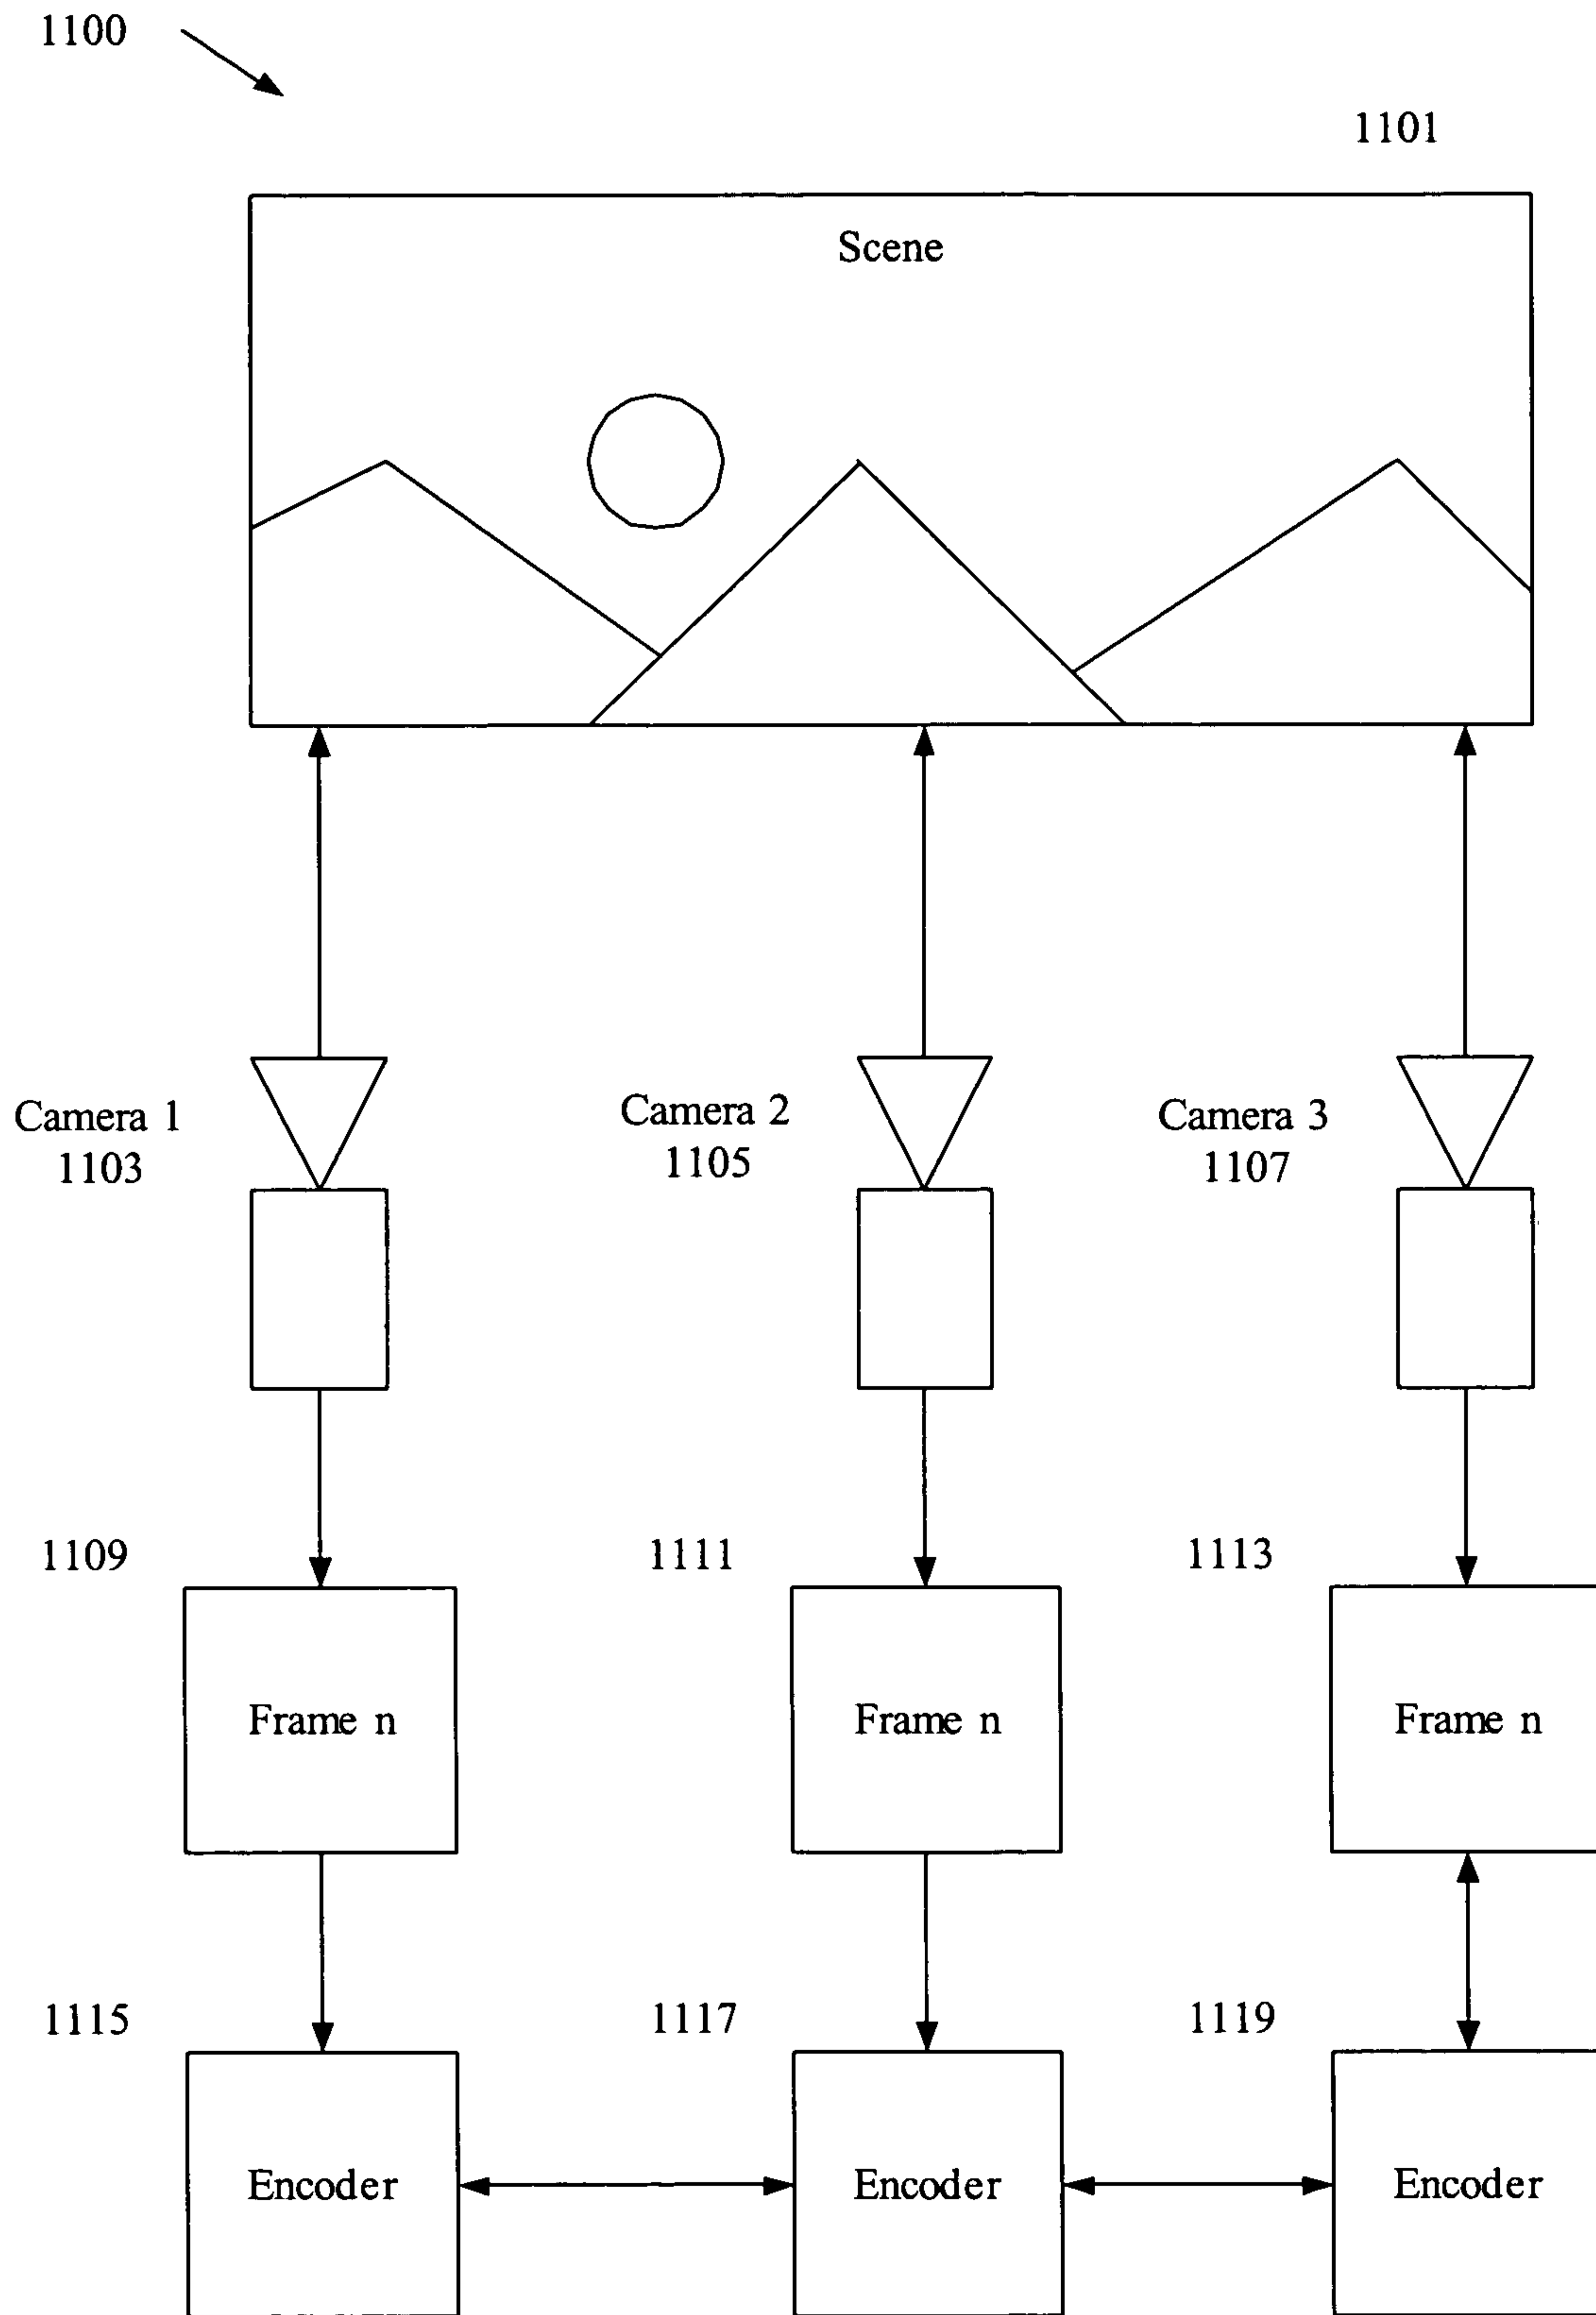 1100
1101
Scene
Camera 1
1103
Camera 2
1105
Camera 3
1107
1109
1111
1113
Frame n
Frame n
Frame n
1115
1117
1119
Encoder
Encoder
Encoder